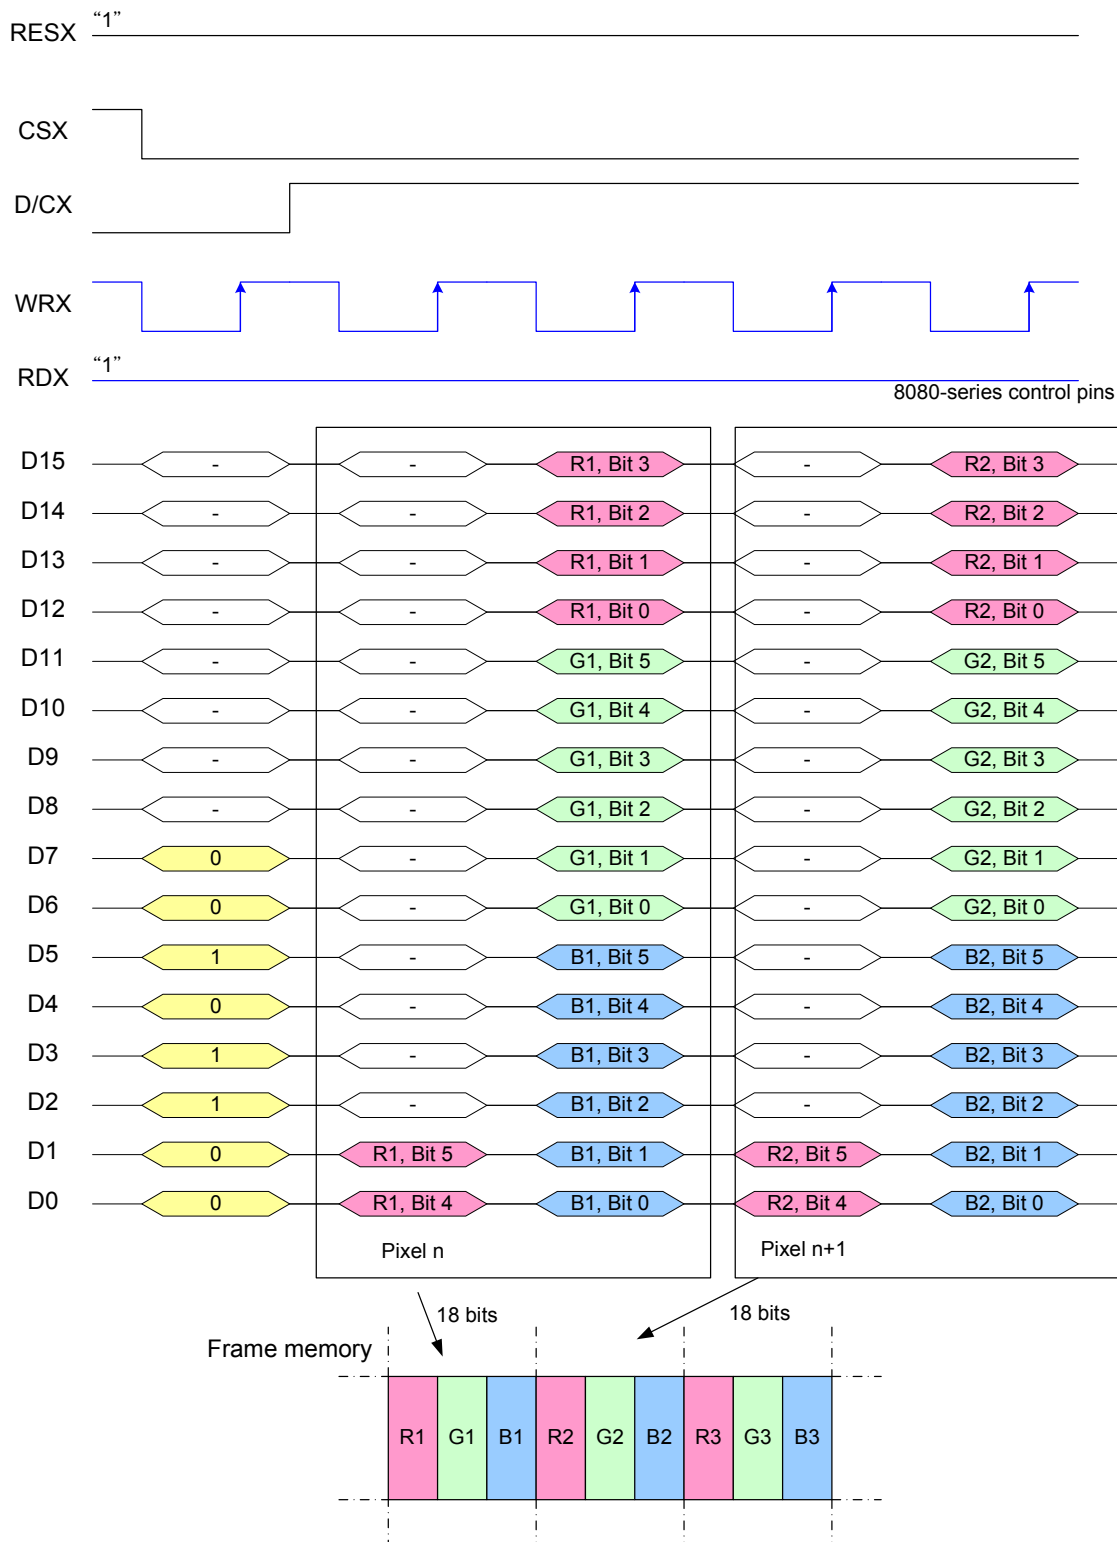 RESX “1”
CSX
D/CX
WRX
RDX “1”
8080-series control pins
D15 - - R1, Bit 3 - R2, Bit 3
D14 - - R1, Bit 2 - R2, Bit 2
D13 - - R1, Bit 1 - R2, Bit 1
D12 - - R1, Bit 0 - R2, Bit 0
D11 - - G1, Bit 5 - G2, Bit 5
D10 - - G1, Bit 4 - G2, Bit 4
D9 - - G1, Bit 3 - G2, Bit 3
D8 - - G1, Bit 2 - G2, Bit 2
D7 0 - G1, Bit 1 - G2, Bit 1
D6 0 - G1, Bit 0 - G2, Bit 0
D5 1 - B1, Bit 5 - B2, Bit 5
D4 0 - B1, Bit 4 - B2, Bit 4
D3 1 - B1, Bit 3 - B2, Bit 3
D2 1 - B1, Bit 2 - B2, Bit 2
D1 0 R1, Bit 5 B1, Bit 1 R2, Bit 5 B2, Bit 1
D0 0 R1, Bit 4 B1, Bit 0 R2, Bit 4 B2, Bit 0
Pixel n Pixel n+1
18 bits 18 bits
Frame memory
R1 G1 B1 R2 G2 B2 R3 G3 B3